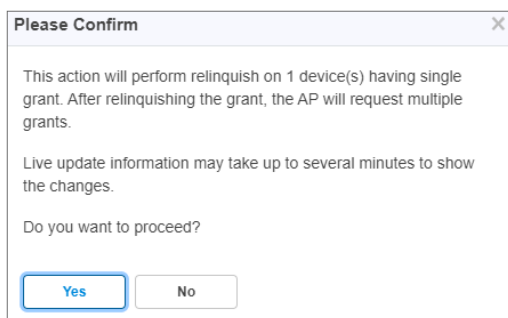 Please Confirm
This action will perform relinquish on 1 device(s) having single
grant. After relinquishing the grant, the AP will request multiple
grants.
Live update information may take up to several minutes to show
the changes.
Do you want to proceed?
Yes
No